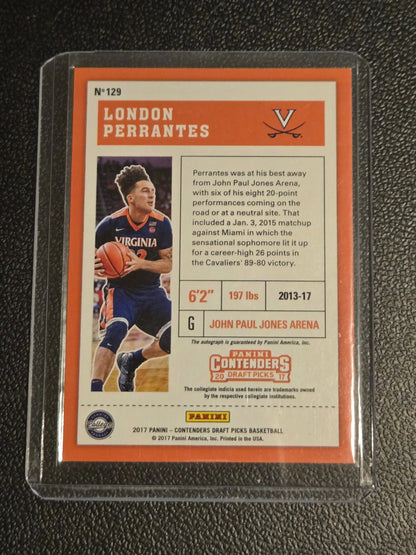 Nº 129
LONDON
PERRANTES
V
Perrantes was at his best away
from John Paul Jones Arena,
with six of his eight 20-point
performances coming on the
road or at a neutral site. That
included a Jan. 3, 2015 matchup
against Miami in which the
sensational sophomore lit it up
for a career-high 26 points in
the Cavaliers' 89-80 victory.
VIRGINIA
6'2" 197 lbs 2013-17
G JOHN PAUL JONES ARENA
The autograph is guaranteed by Panini America, Inc.
PANINI
CONTENDERS
20 DRAFT PICKS 17
The collegiate indicia used herein are trademarks owned
by the respective collegiate institutions.
PANINI
2017 PANINI – CONTENDERS DRAFT PICKS BASKETBALL
© 2017 Panini America, Inc. Printed in the USA.